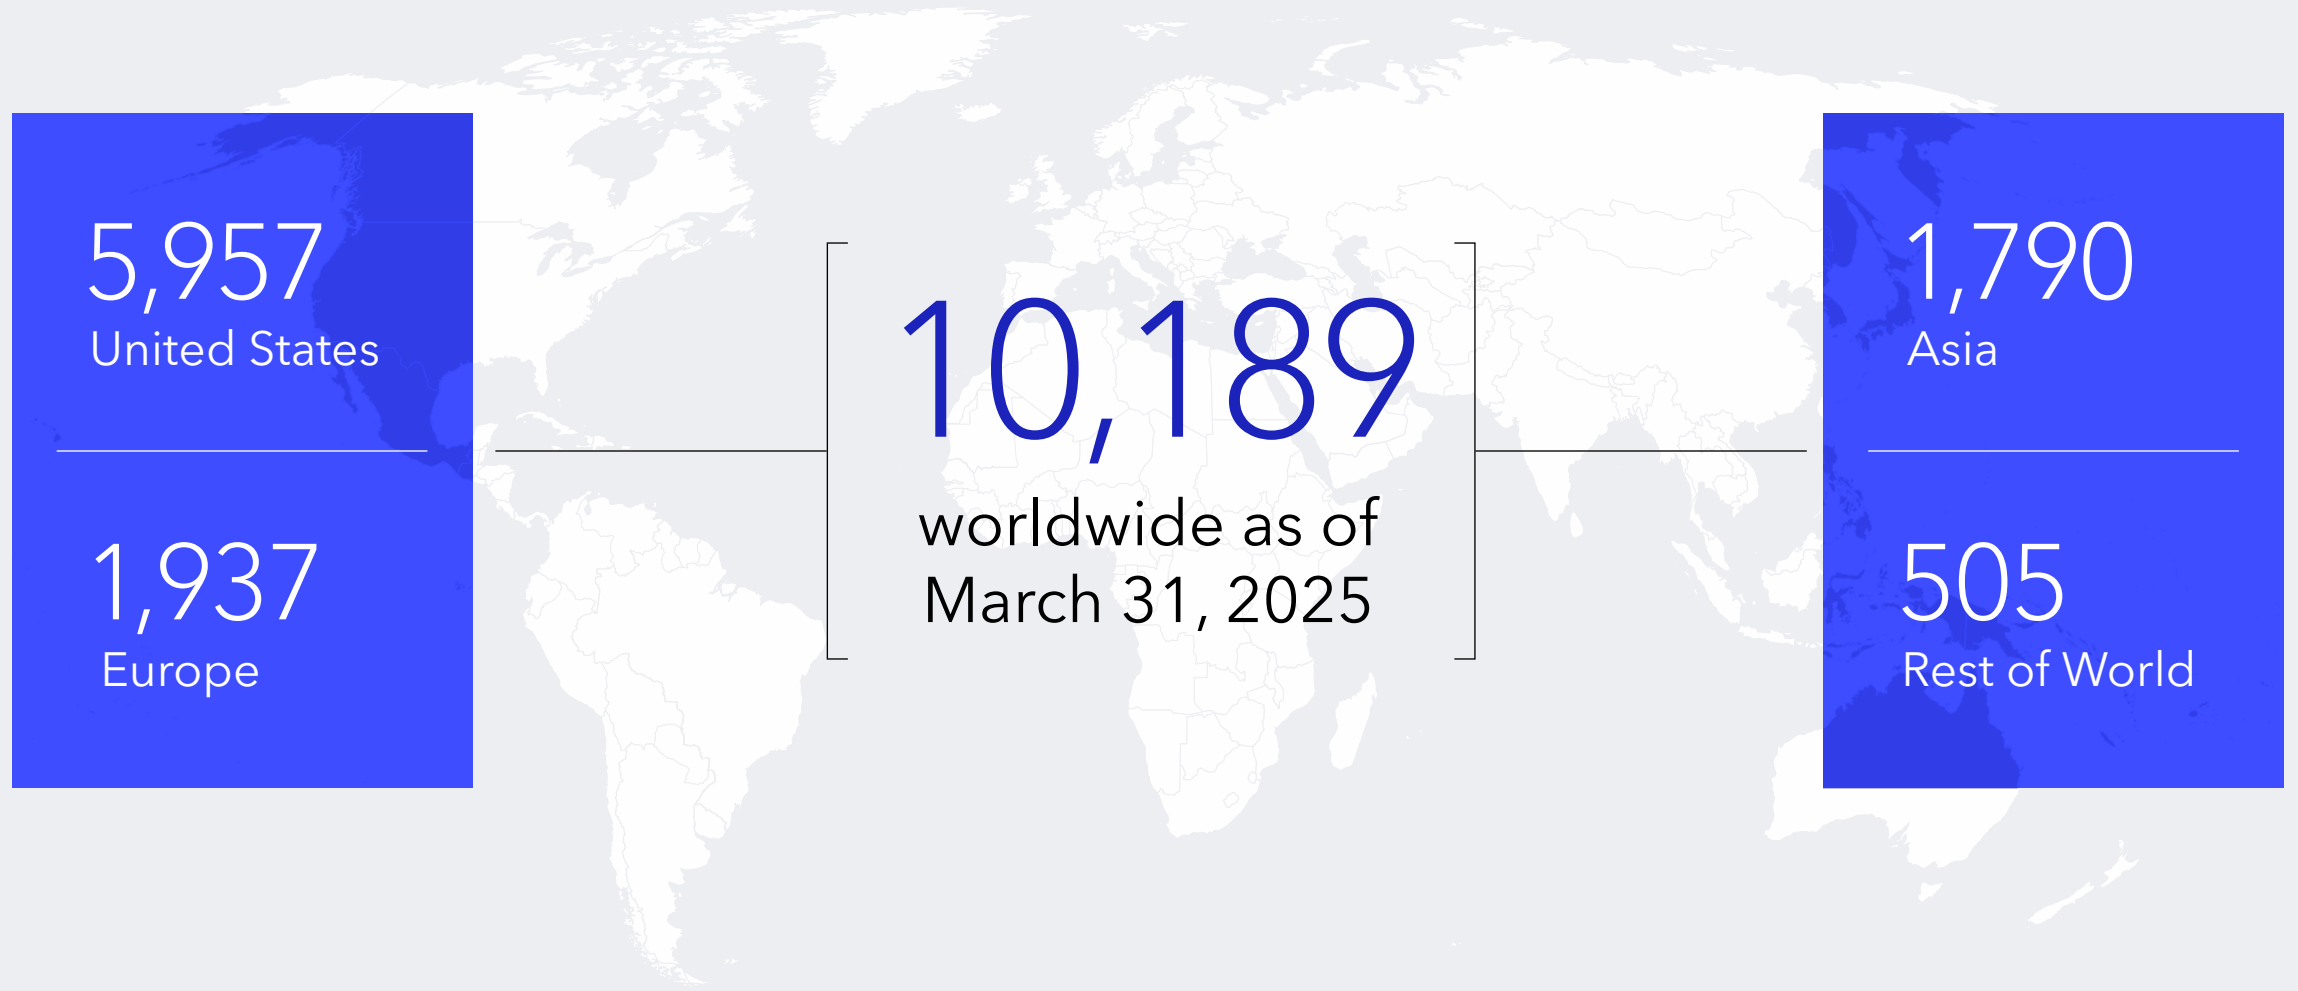 5,957
United States
1,937
Europe
10,189
worldwide as of
March 31, 2025
1,790
Asia
505
Rest of World